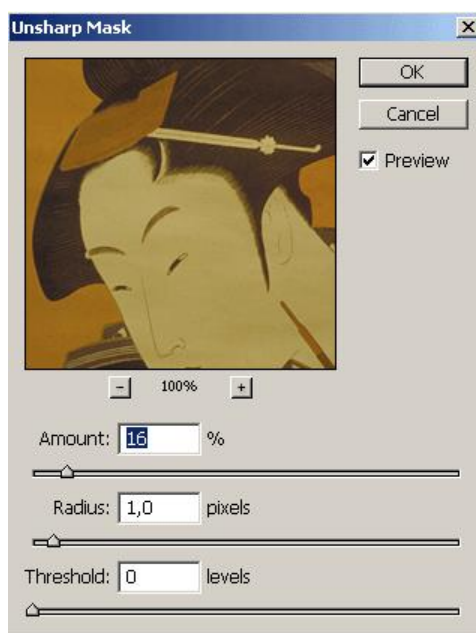 Unsharp Mask
OK
Cancel
Preview
- 100% +
Amount: 16 %
Radius: 1,0 pixels
Threshold: 0 levels